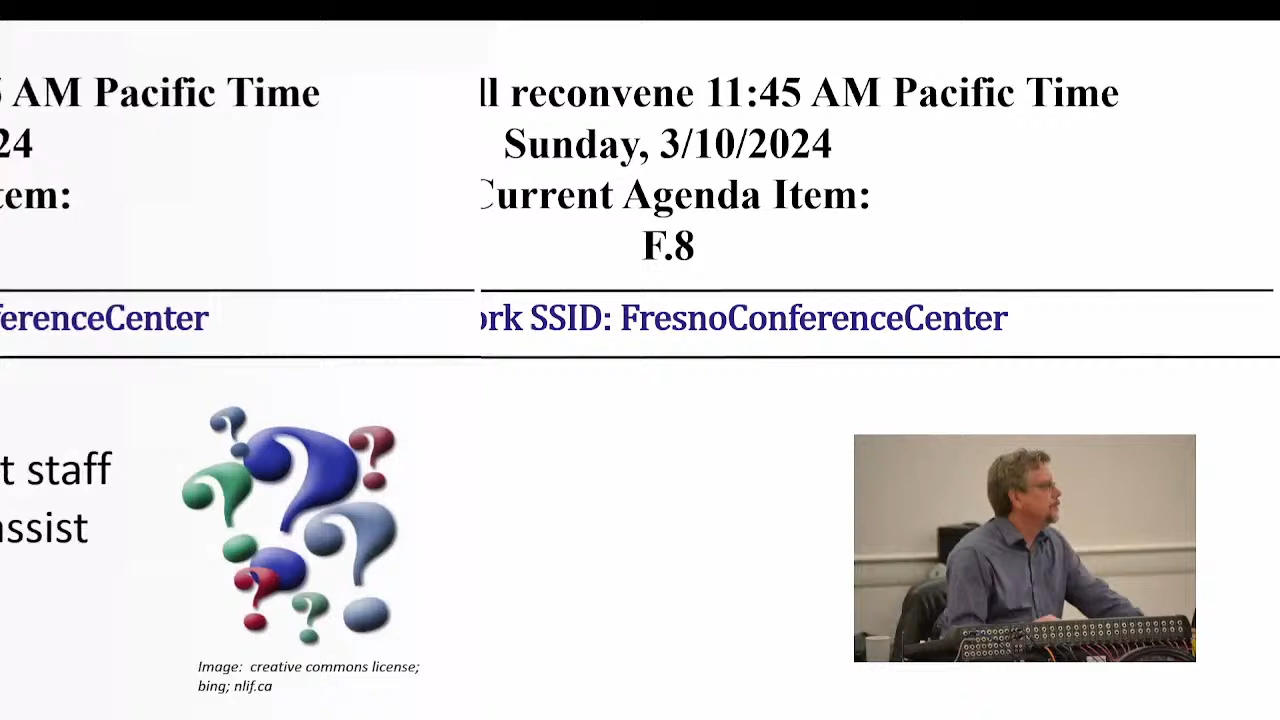 AM Pacific Time
24
tem:
ferenceCenter
t staff
assist
Image: creative commons license;
bing; nlif.ca
ll reconvene 11:45 AM Pacific Time
Sunday, 3/10/2024
Current Agenda Item:
F.8
ork SSID: FresnoConferenceCenter